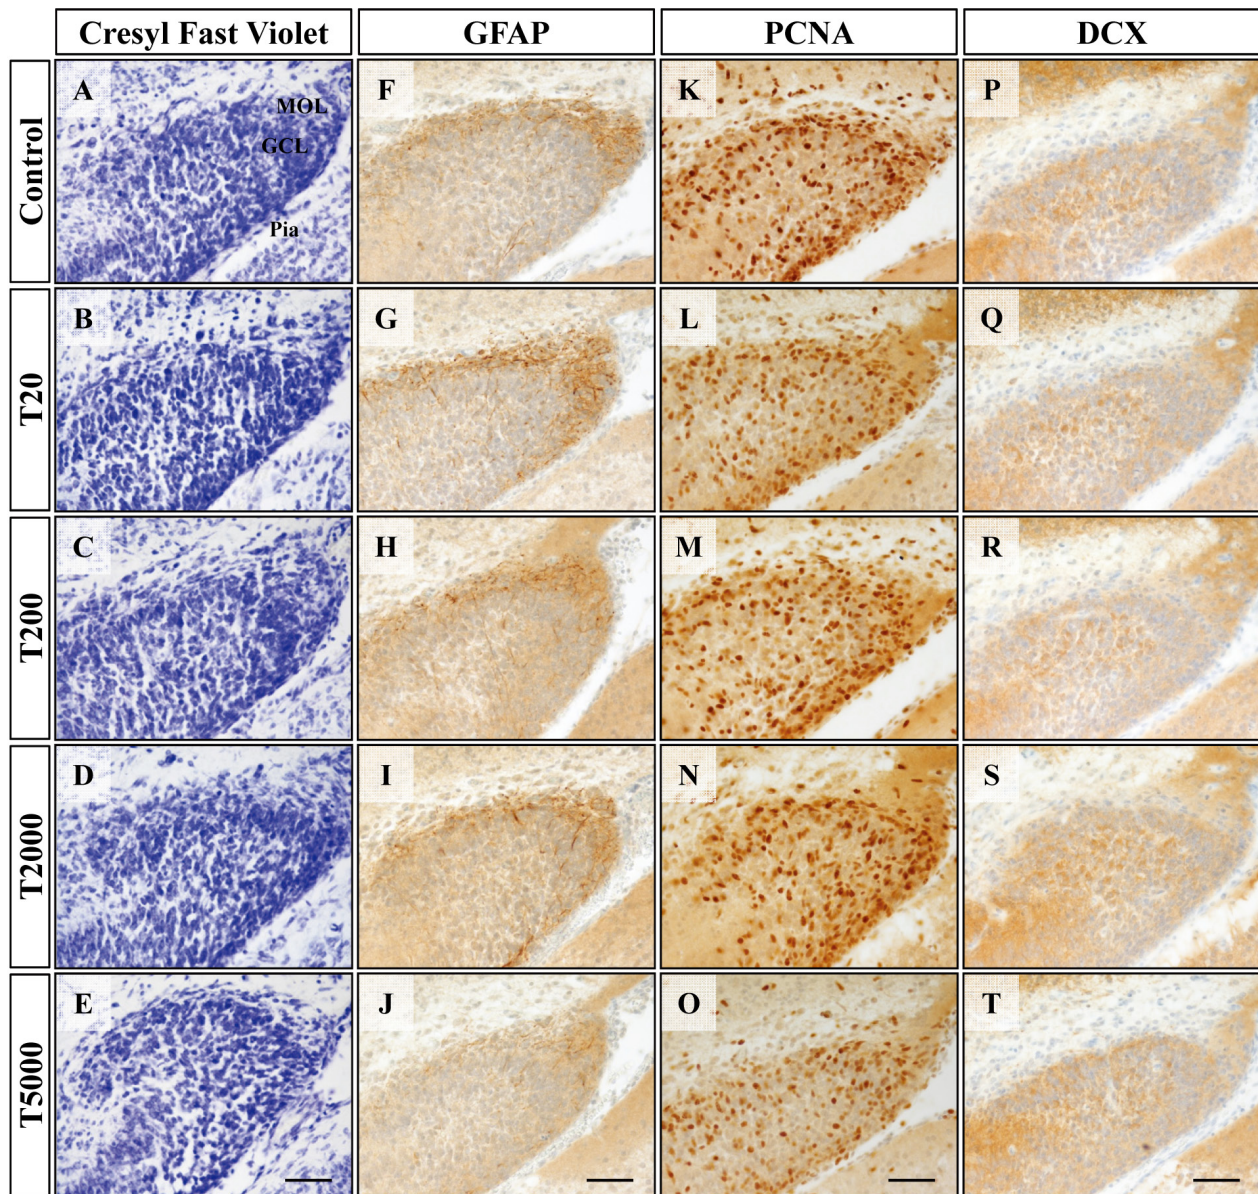 Cresyl Fast Violet GFAP PCNA DCX
Control A MOL GCL Pia F K P
T20 B G L Q
T200 C H M R
T2000 D I N S
T5000 E J O T